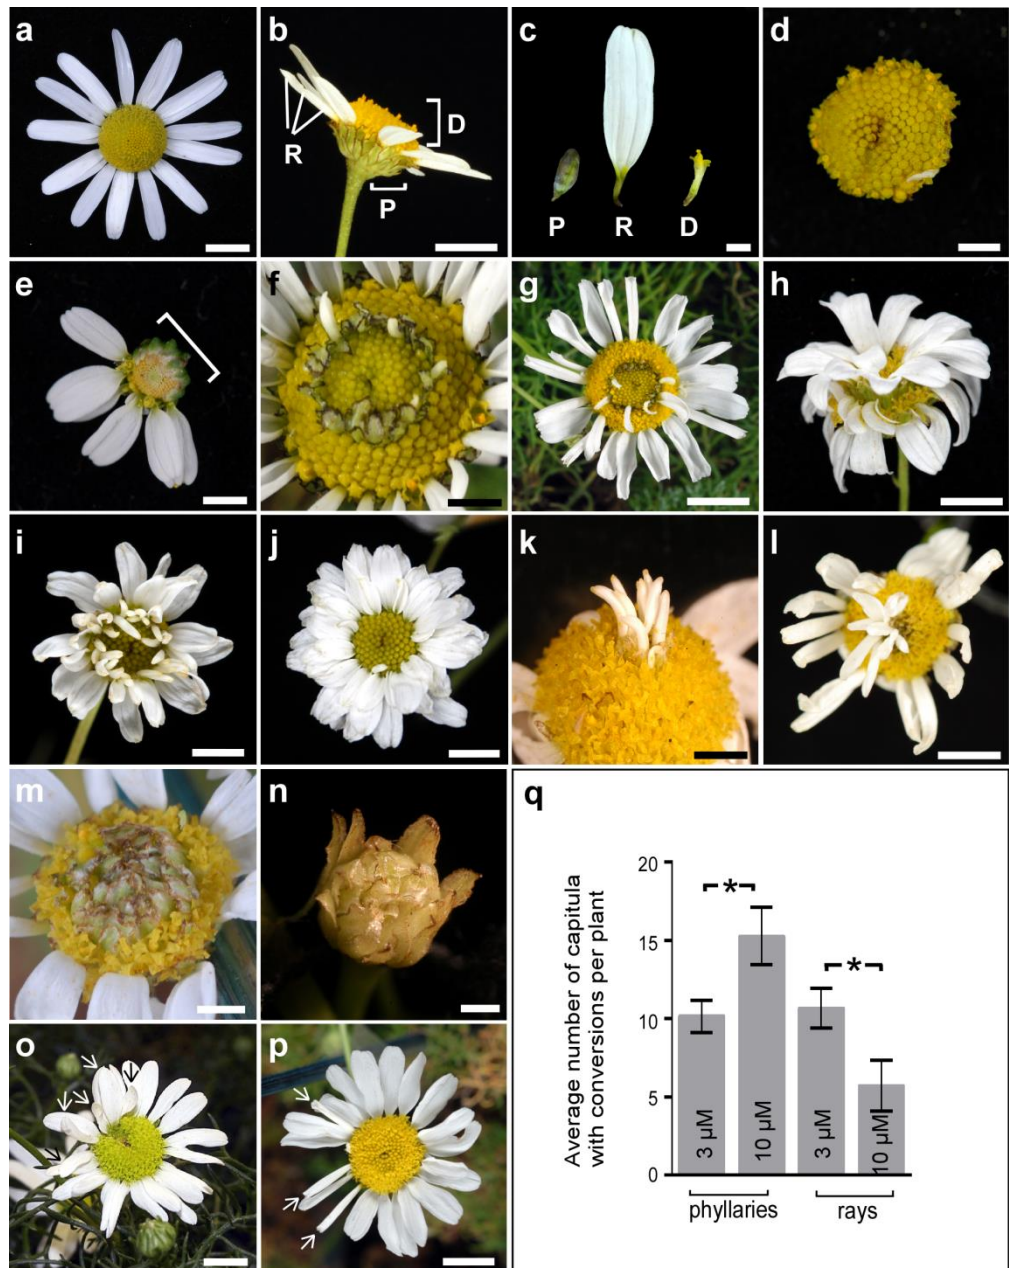 a
b
R
D
P
c
P R D
d
e
f
g
h
i
j
k
l
m
n
o
p
q
Average number of capitula
with conversions per plant
20
15
10
5
0
*
*
3 µM
10 µM
3 µM
10 µM
phyllaries
rays